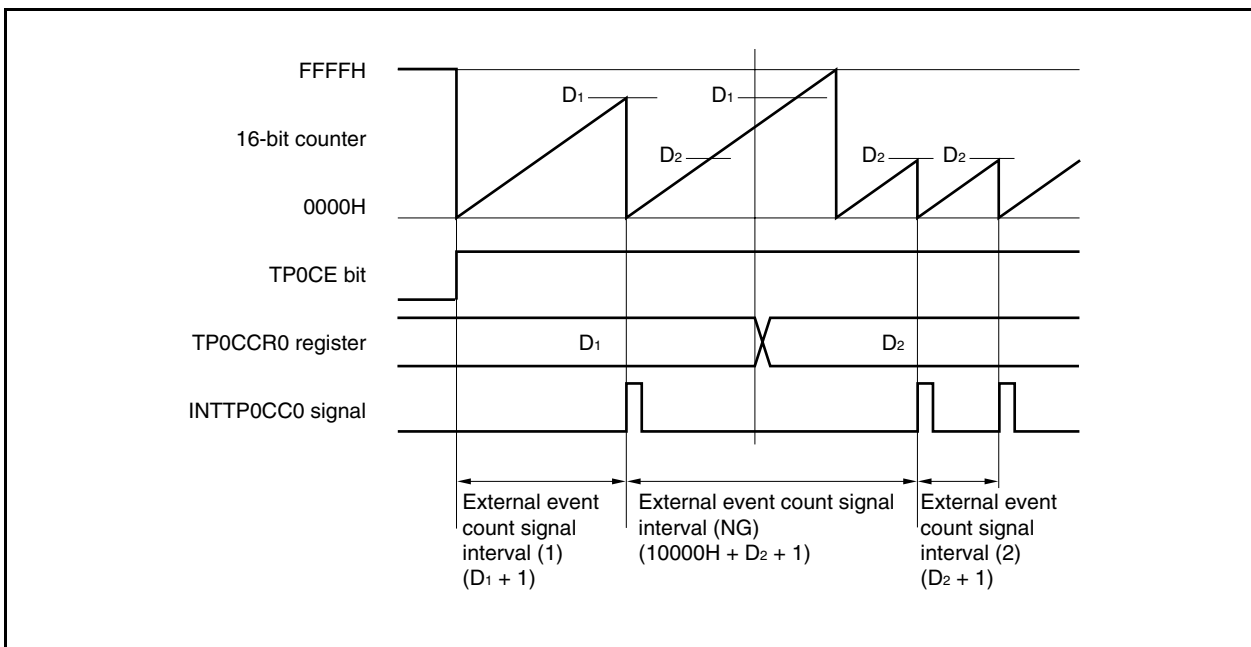 FFFFH
D1
D1
16-bit counter
D2
D2
D2
0000H
TP0CE bit
TP0CCR0 register
D1
D2
INTTP0CC0 signal
External event
count signal
interval (1)
(D1 + 1)
External event count signal
interval (NG)
(10000H + D2 + 1)
External event
count signal
interval (2)
(D2 + 1)